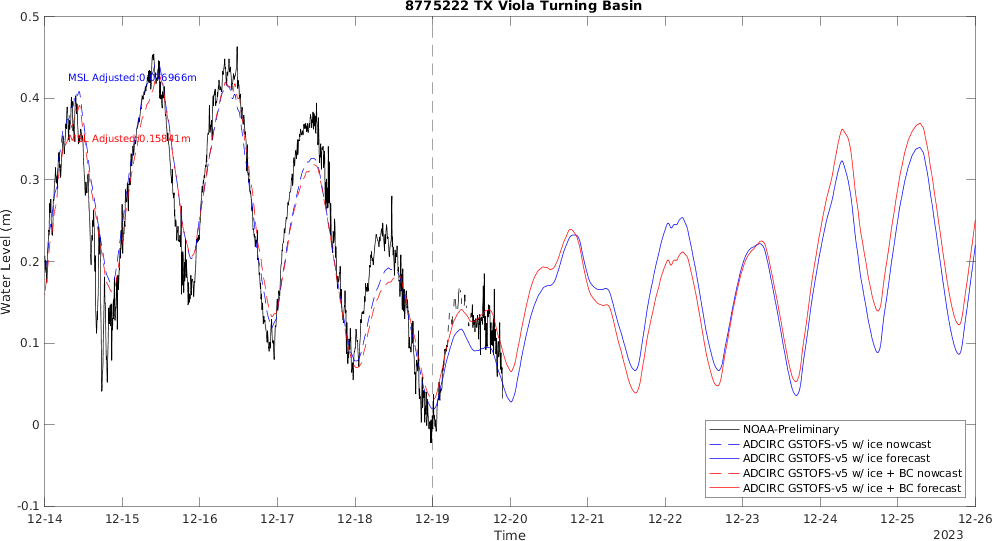 8775222 TX Viola Turning Basin
0.5
0.4
0.3
0.2
0.1
0
-0.1
Water Level (m)
MSL Adjusted:0. 6966m
MSL Adjusted:0.15841m
NOAA-Preliminary
ADCIRC GSTOFS-v5 w/ ice nowcast
ADCIRC GSTOFS-v5 w/ ice forecast
ADCIRC GSTOFS-v5 w/ ice + BC nowcast
ADCIRC GSTOFS-v5 w/ ice + BC forecast
12-14 12-15 12-16 12-17 12-18 12-19 12-20 12-21 12-22 12-23 12-24 12-25 12-26
Time
2023